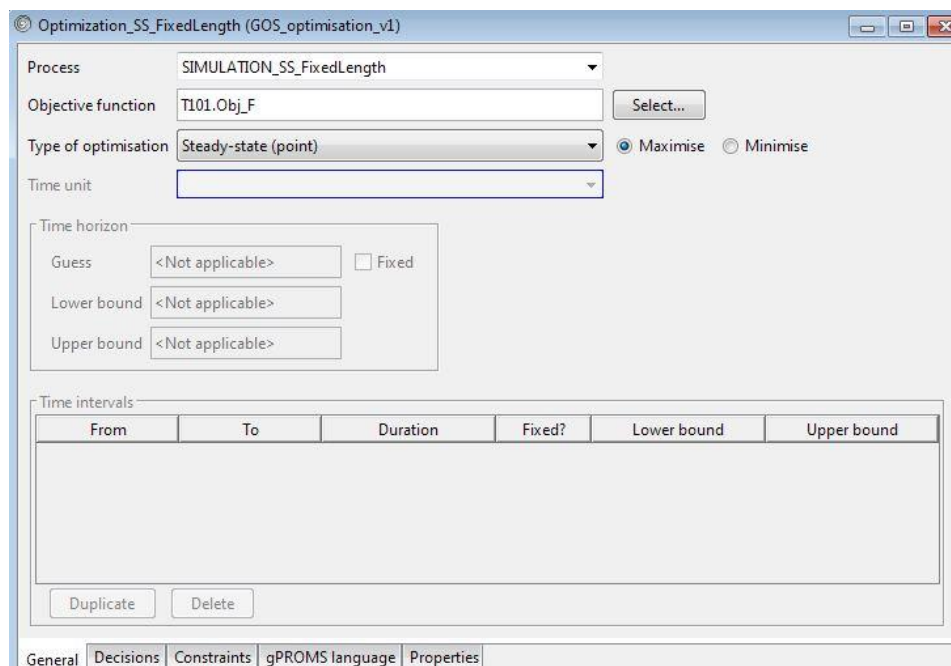 Optimization_SS_FixedLength (GOS_optimisation_v1)
Process SIMULATION_SS_FixedLength
Objective function T101.Obj_F Select...
Type of optimisation Steady-state (point) Maximise Minimise
Time unit
Time horizon
Guess <Not applicable> Fixed
Lower bound <Not applicable>
Upper bound <Not applicable>
Time intervals
From To Duration Fixed? Lower bound Upper bound
Duplicate Delete
General Decisions Constraints gPROMS language Properties